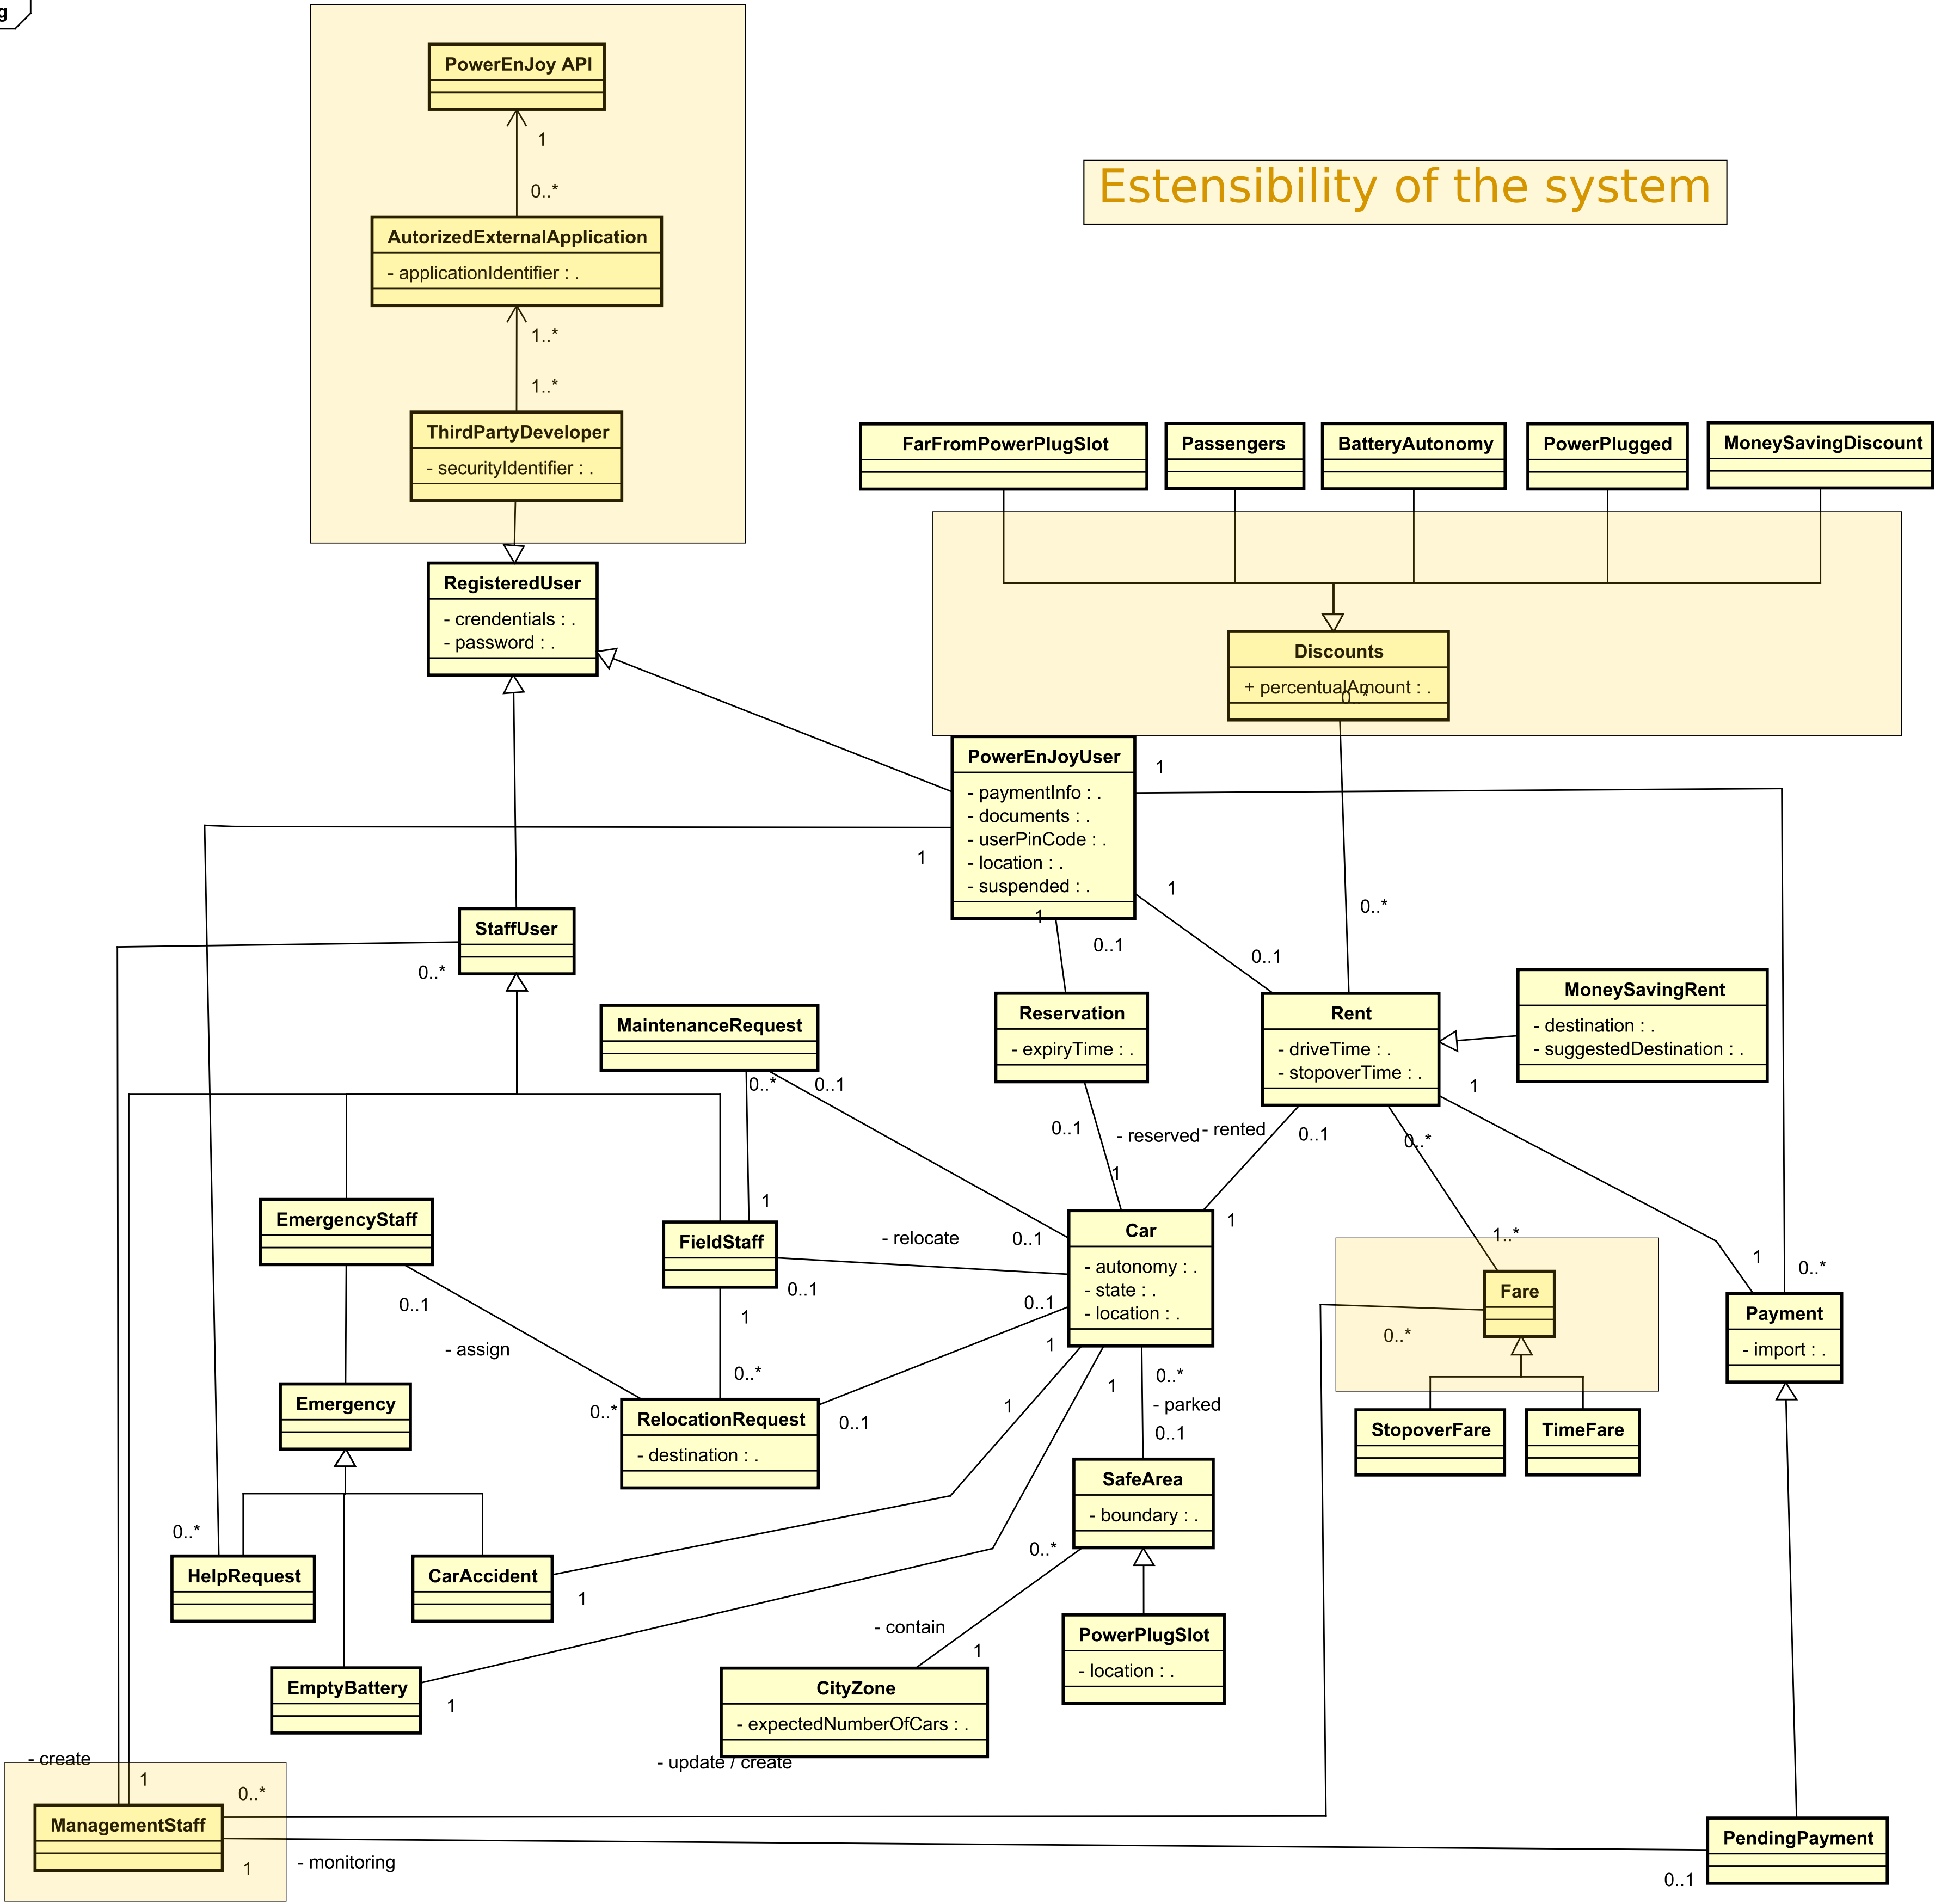 g
PowerEnJoy API
1
0..*
Estensibility of the system
AutorizedExternalApplication
- applicationIdentifier : .
1..*
1..*
ThirdPartyDeveloper
- securityIdentifier : .
FarFromPowerPlugSlot
Passengers
BatteryAutonomy
PowerPlugged
MoneySavingDiscount
RegisteredUser
- crendentials : .
- password : .
Discounts
+ percentualAmount : .
0..*
PowerEnJoyUser
- paymentInfo : .
- documents : .
- userPinCode : .
- location : .
- suspended : .
1
1
1
1
0..1
0..1
0..*
StaffUser
0..*
MaintenanceRequest
0..*
0..1
Reservation
- expiryTime : .
Rent
- driveTime : .
- stopoverTime : .
MoneySavingRent
- destination : .
- suggestedDestination : .
1
0..1
- reserved
- rented
0..1
0..*
1
1
1
EmergencyStaff
FieldStaff
- relocate
0..1
Car
- autonomy : .
- state : .
- location : .
1..*
1
0..*
Fare
0..*
Payment
- import : .
0..1
0..1
- assign
0..1
1
0..1
1
0..*
0..*
0..1
1
1
0..*
- parked
0..1
Emergency
RelocationRequest
- destination : .
StopoverFare
TimeFare
SafeArea
- boundary : .
0..*
0..*
HelpRequest
CarAccident
1
- contain
1
PowerPlugSlot
- location : .
EmptyBattery
1
CityZone
- expectedNumberOfCars : .
- update / create
- create
1
0..*
ManagementStaff
1
- monitoring
PendingPayment
0..1